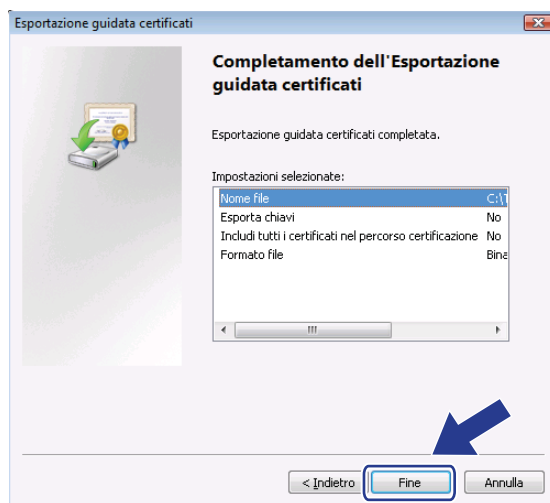 Esportazione guidata certificati
Completamento dell'Esportazione
guidata certificati
Esportazione guidata certificati completata.
Impostazioni selezionate:
Nome file C:\
Esporta chiavi No
Includi tutti i certificati nel percorso certificazione No
Formato file Bina
< Indietro Fine Annulla